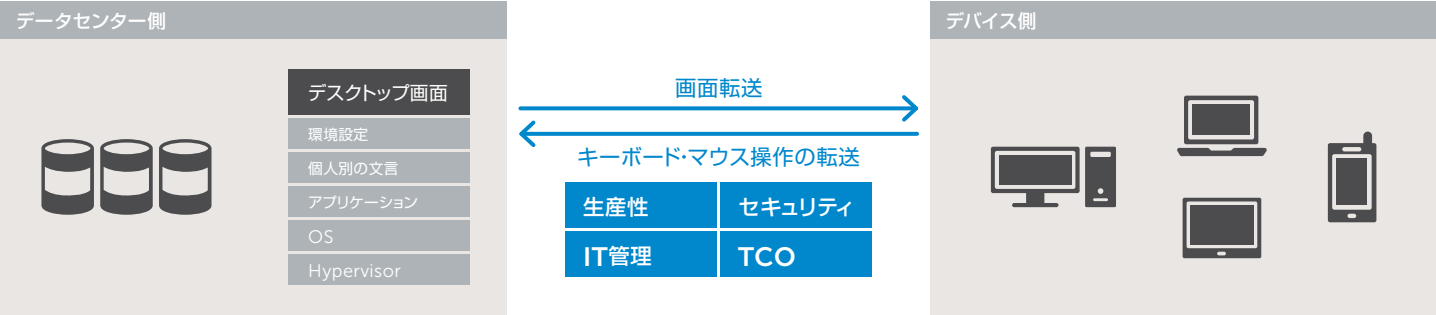 データセンター側
デスクトップ画面
環境設定
個人別の文言
アプリケーション
OS
Hypervisor
画面転送
キーボード・マウス操作の転送
生産性
セキュリティ
IT管理
TCO
デバイス側